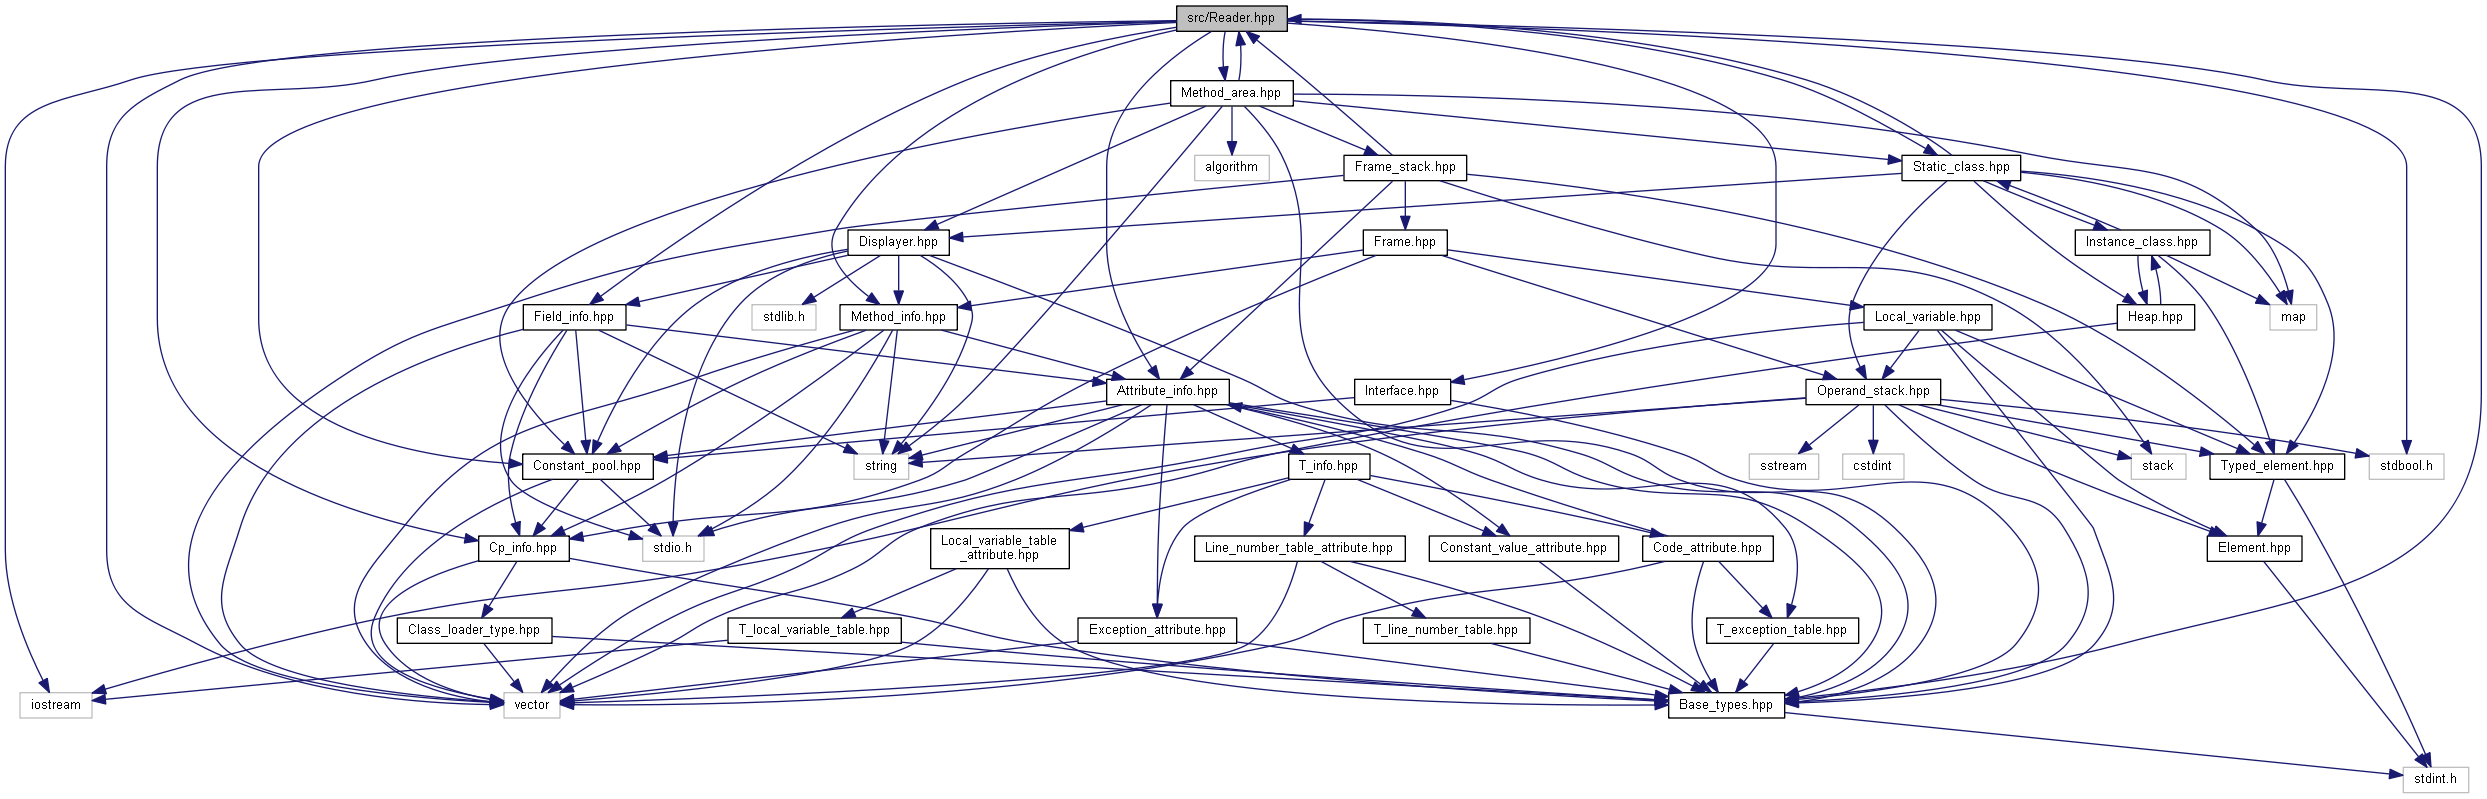 src/Reader.hpp
Method_area.hpp
algorithm
Frame_stack.hpp
Static_class.hpp
Displayer.hpp
Frame.hpp
Instance_class.hpp
Field_info.hpp
stdlib.h
Method_info.hpp
Local_variable.hpp
Heap.hpp
map
Attribute_info.hpp
Interface.hpp
Operand_stack.hpp
Constant_pool.hpp
string
T_info.hpp
sstream
cstdint
stack
Typed_element.hpp
stdbool.h
Cp_info.hpp
stdio.h
Local_variable_table
_attribute.hpp
Line_number_table_attribute.hpp
Constant_value_attribute.hpp
Code_attribute.hpp
Element.hpp
Class_loader_type.hpp
T_local_variable_table.hpp
Exception_attribute.hpp
T_line_number_table.hpp
T_exception_table.hpp
iostream
vector
Base_types.hpp
stdint.h